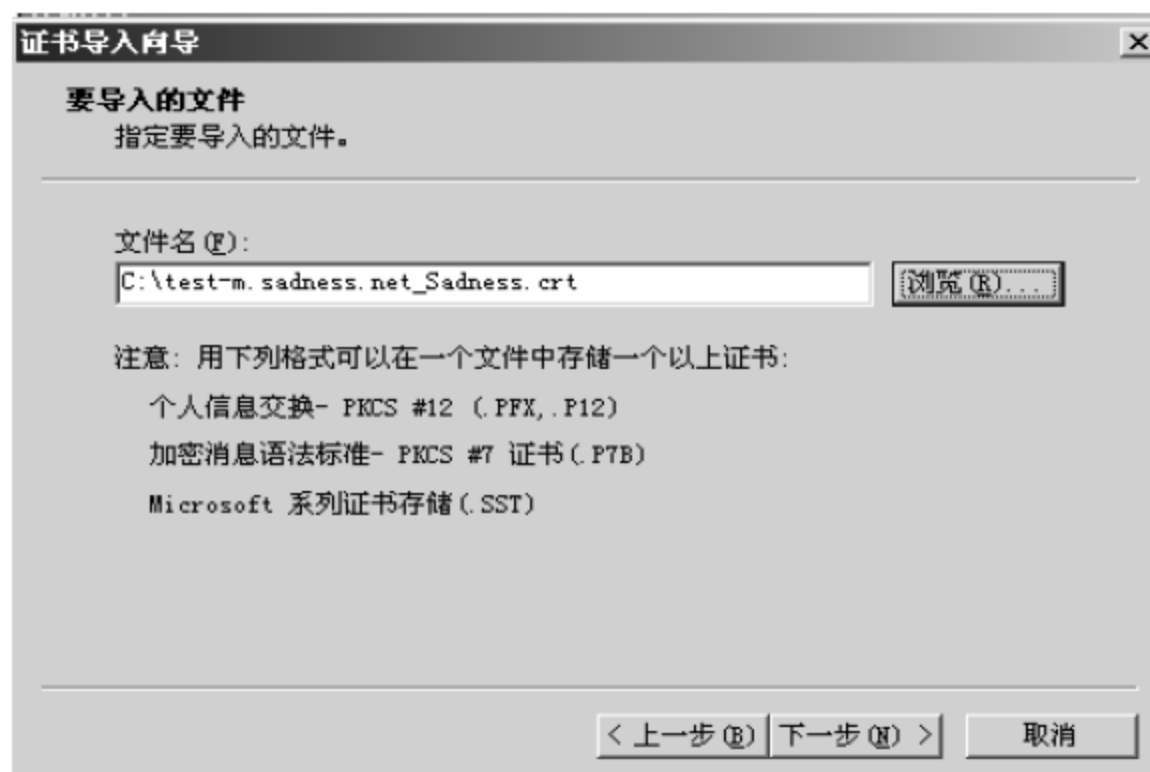 证书导入向导
要导入的文件
指定要导入的文件。
文件名(F):
C:\test-m.sadness.net_Sadness.crt
浏览(R)...
注意: 用下列格式可以在一个文件中存储一个以上证书:
个人信息交换- PKCS #12 (.PFX,.P12)
加密消息语法标准- PKCS #7 证书(.P7B)
Microsoft 系列证书存储(.SST)
< 上一步(B) 下一步(N) > 取消